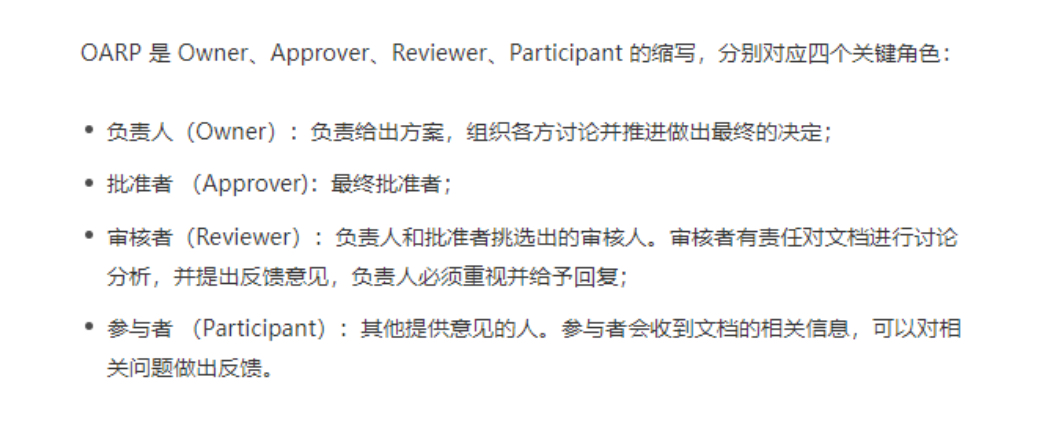 OARP 是 Owner、Approver、Reviewer、Participant 的缩写，分别对应四个关键角色：
• 负责人（Owner）：负责给出方案，组织各方讨论并推进做出最终的决定；
• 批准者 （Approver)：最终批准者；
• 审核者（Reviewer）：负责人和批准者挑选出的审核人。审核者有责任对文档进行讨论
分析，并提出反馈意见，负责人必须重视并给予回复；
• 参与者 （Participant）：其他提供意见的人。参与者会收到文档的相关信息，可以对相
关问题做出反馈。